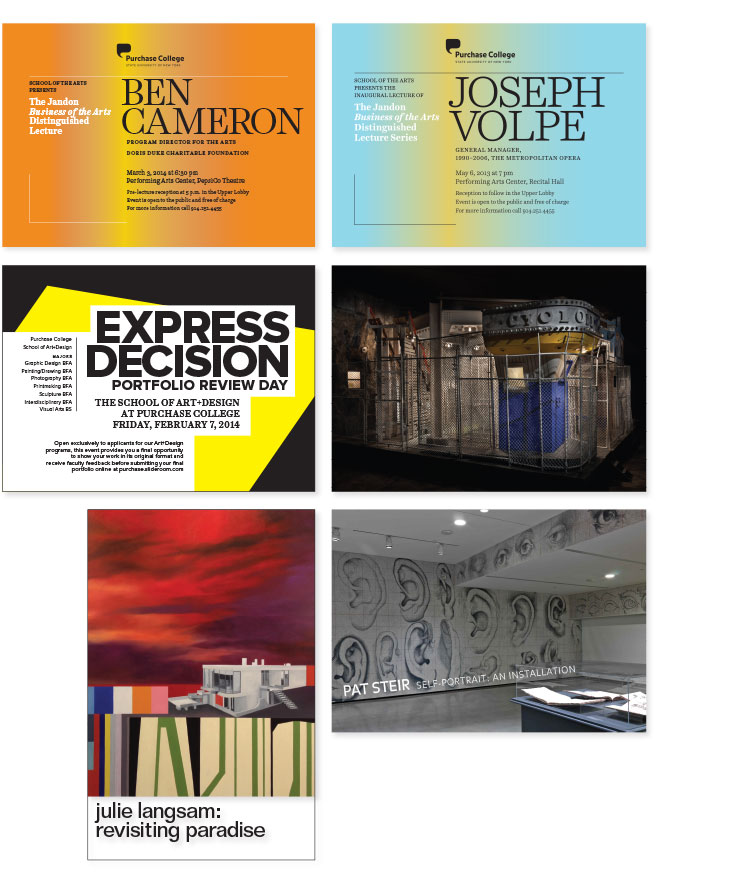 Purchase College
STATE UNIVERSITY OF NEW YORK
SCHOOL OF THE ARTS
PRESENTS
The Jandon
Business of the Arts
Distinguished
Lecture
BEN
CAMERON
PROGRAM DIRECTOR FOR THE ARTS
DORIS DUKE CHARITABLE FOUNDATION
March 3, 2014 at 6:30 pm
Performing Arts Center, PepsiCo Theatre
Pre-lecture reception at 5 p.m. in the Upper Lobby
Event is open to the public and free of charge
For more information call 914.251.4455
Purchase College
STATE UNIVERSITY OF NEW YORK
SCHOOL OF THE ARTS
PRESENTS THE
INAUGURAL LECTURE OF
The Jandon
Business of the Arts
Distinguished
Lecture Series
JOSEPH
VOLPE
GENERAL MANAGER,
1990–2006, THE METROPOLITAN OPERA
May 6, 2013 at 7 pm
Performing Arts Center, Recital Hall
Reception to follow in the Upper Lobby
Event is open to the public and free of charge
For more information call 914.251.4455
Purchase College
School of Art+Design
MAJORS
Graphic Design BFA
Painting/Drawing BFA
Photography BFA
Printmaking BFA
Sculpture BFA
Interdisciplinary BFA
Visual Arts BS
EXPRESS
DECISION
PORTFOLIO REVIEW DAY
THE SCHOOL OF ART+DESIGN
AT PURCHASE COLLEGE
FRIDAY, FEBRUARY 7, 2014
Open exclusively to applicants for our Art+Design
programs, this event provides you a final opportunity
to show your work in its original format and
receive faculty feedback before submitting your final
portfolio online at purchase.slideroom.com
CYCLO
julie langsam:
revisiting paradise
PAT STEIR SELF-PORTRAIT: AN INSTALLATION